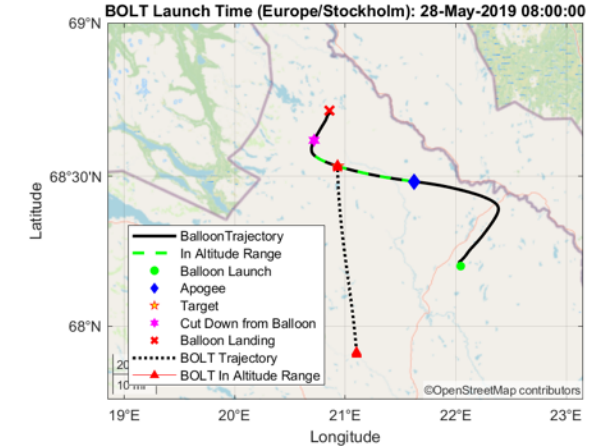 BOLT Launch Time (Europe/Stockholm): 28-May-2019 08:00:00
69°N
68°30'N
68°N
Latitude
BalloonTrajectory
In Altitude Range
Balloon Launch
Apogee
Target
Cut Down from Balloon
Balloon Landing
BOLT Trajectory
BOLT In Altitude Range
20
10 mi
©OpenStreetMap contributors
19°E
20°E
21°E
22°E
23°E
Longitude